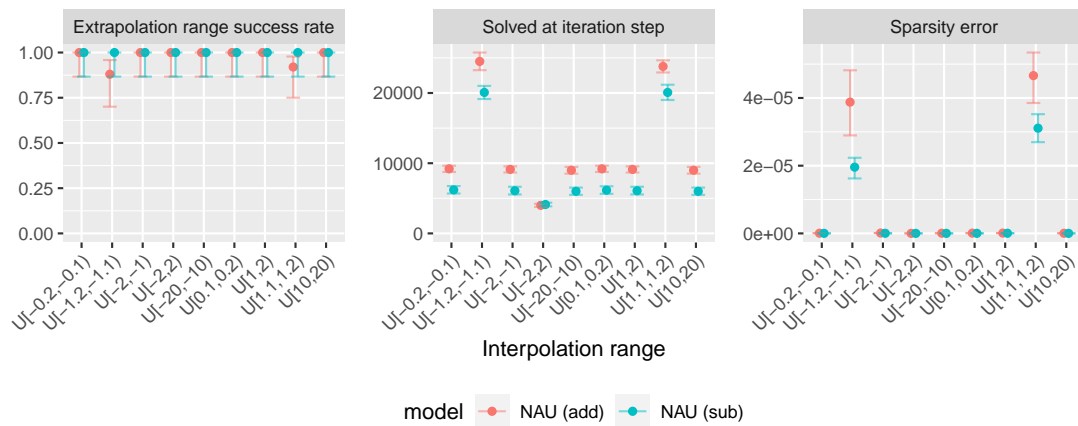 Extrapolation range success rate
Solved at iteration step
Sparsity error
1.00
0.75
0.50
0.25
0.00
20000
10000
0
4e−05
2e−05
0e+00
U[−0.2,−0.1)
U[−1.2,−1.1)
U[−2,−1)
U[−2,2)
U[−20,−10)
U[0.1,0.2)
U[1,2)
U[1.1,1.2)
U[10,20)
U[−0.2,−0.1)
U[−1.2,−1.1)
U[−2,−1)
U[−2,2)
U[−20,−10)
U[0.1,0.2)
U[1,2)
U[1.1,1.2)
U[10,20)
U[−0.2,−0.1)
U[−1.2,−1.1)
U[−2,−1)
U[−2,2)
U[−20,−10)
U[0.1,0.2)
U[1,2)
U[1.1,1.2)
U[10,20)
Interpolation range
model NAU (add) NAU (sub)